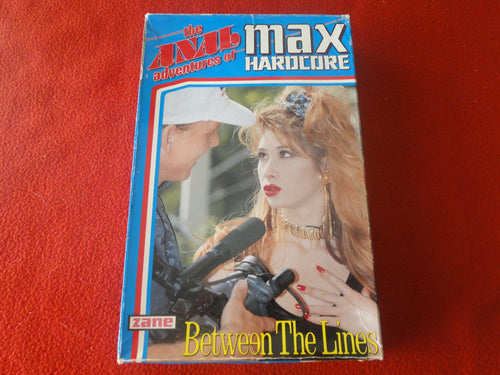 the
ANAL
adventures of
max
HARDCORE
zane
Between The Lines